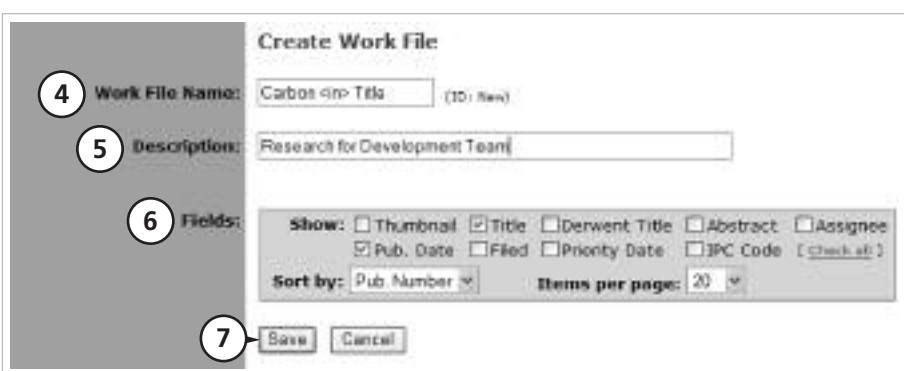 Create Work File
4 Work File Name: Carbon <in> Title (ID: New)
5 Description: Research for Development Team
6 Fields: Show: Thumbnail Title Derwent Title Abstract Assignee
Pub. Date Filed Priority Date IPC Code [ Check all ]
Sort by: Pub. Number Items per page: 20
7 Save Cancel